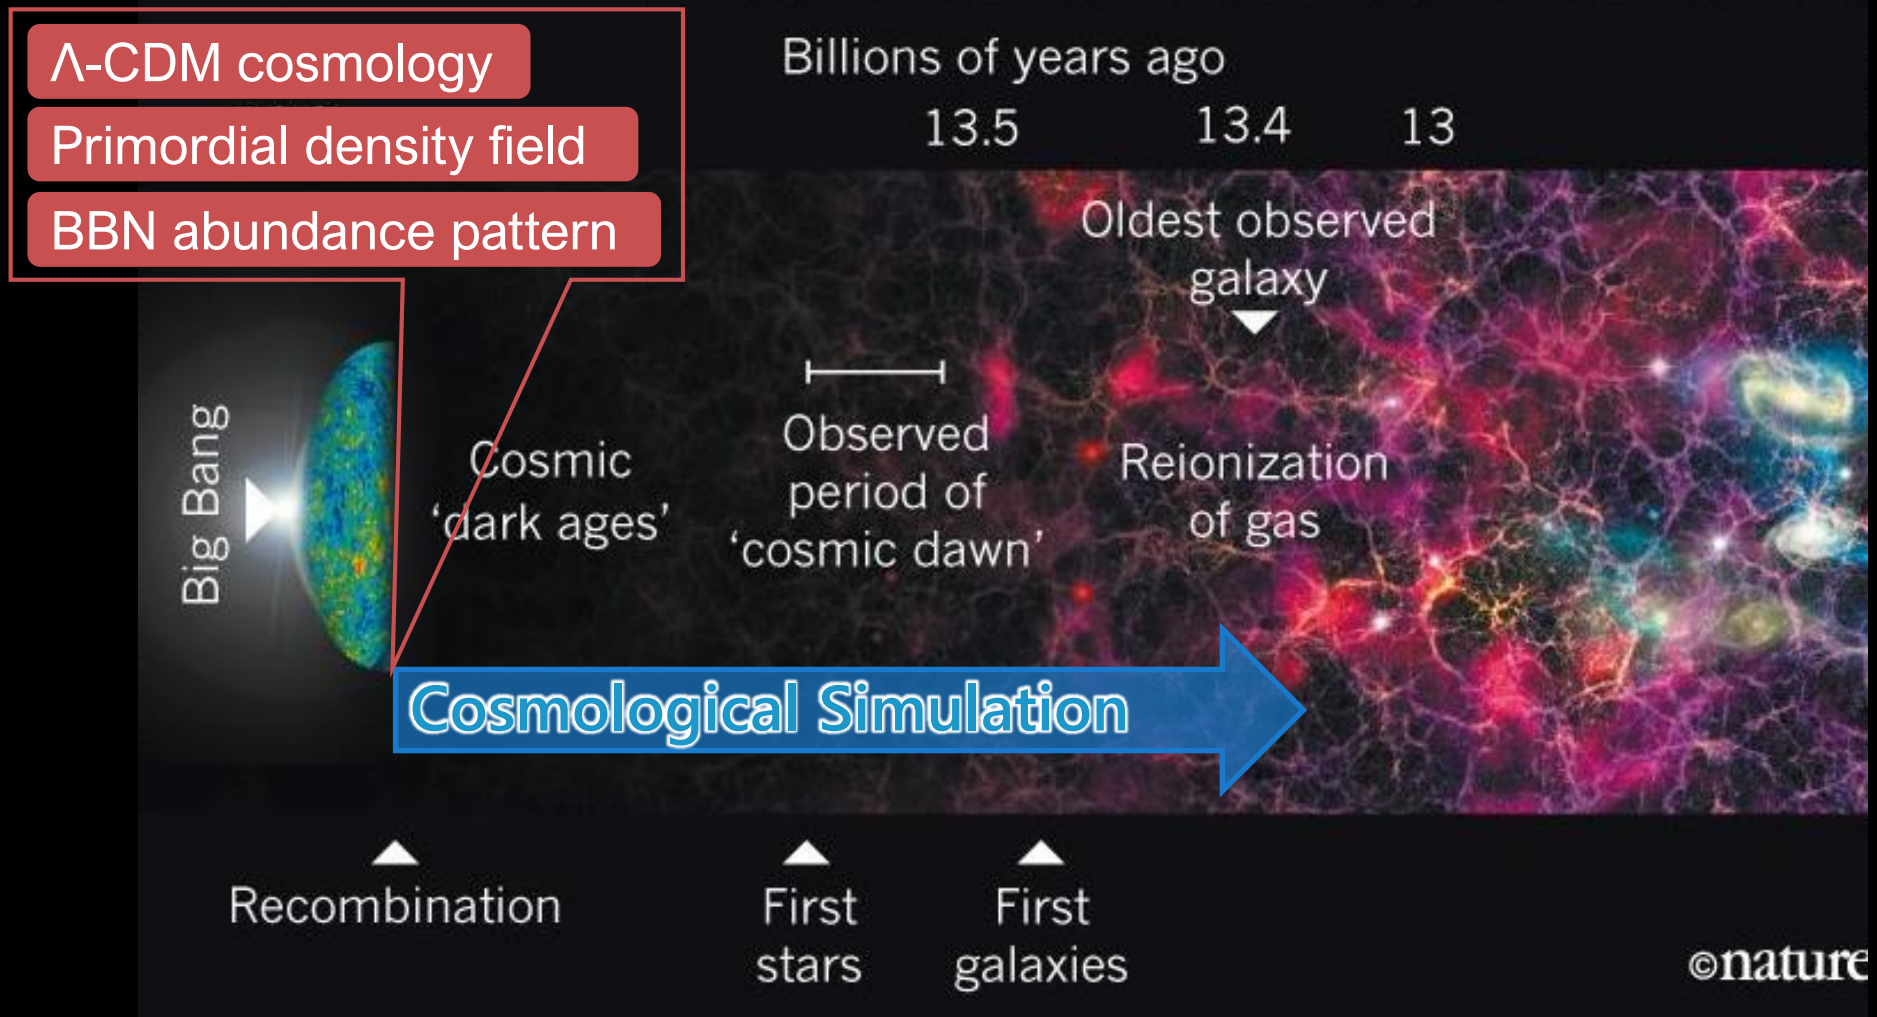 Λ-CDM cosmology
Primordial density field
BBN abundance pattern
Billions of years ago
13.5 13.4 13
Oldest observed
galaxy
Big Bang
Cosmic
‘dark ages’
Observed
period of
‘cosmic dawn’
Reionization
of gas
Cosmological Simulation
Recombination
First
stars
First
galaxies
©nature